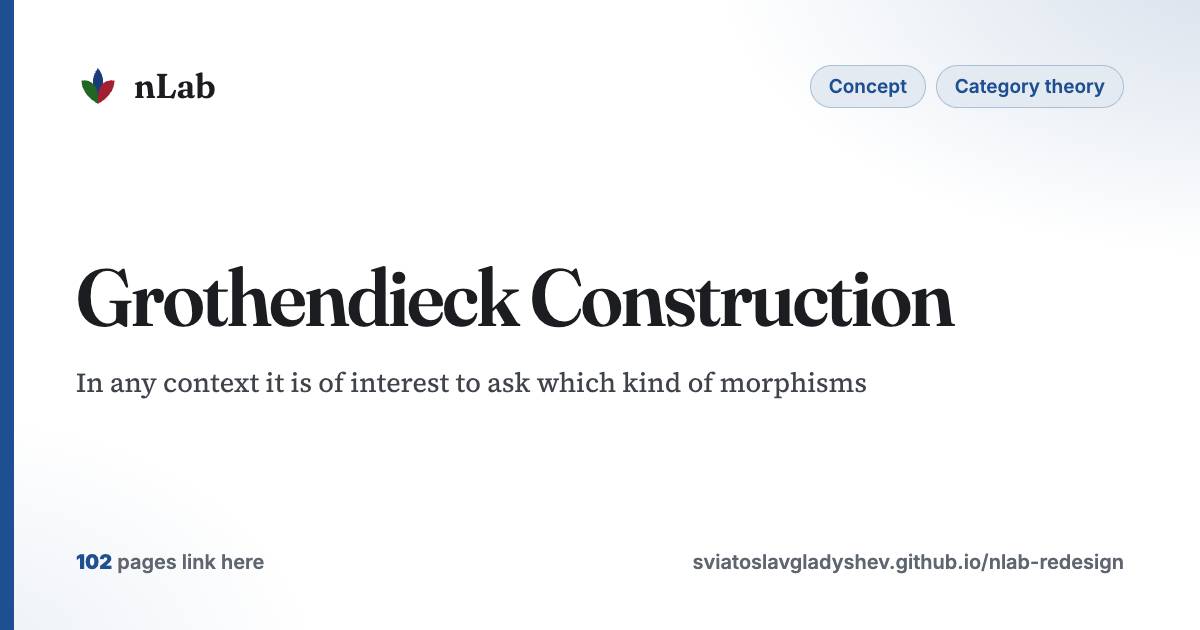 nLab
Concept
Category theory
Grothendieck Construction
In any context it is of interest to ask which kind of morphisms
102 pages link here
sviatoslavgladyshev.github.io/nlab-redesign